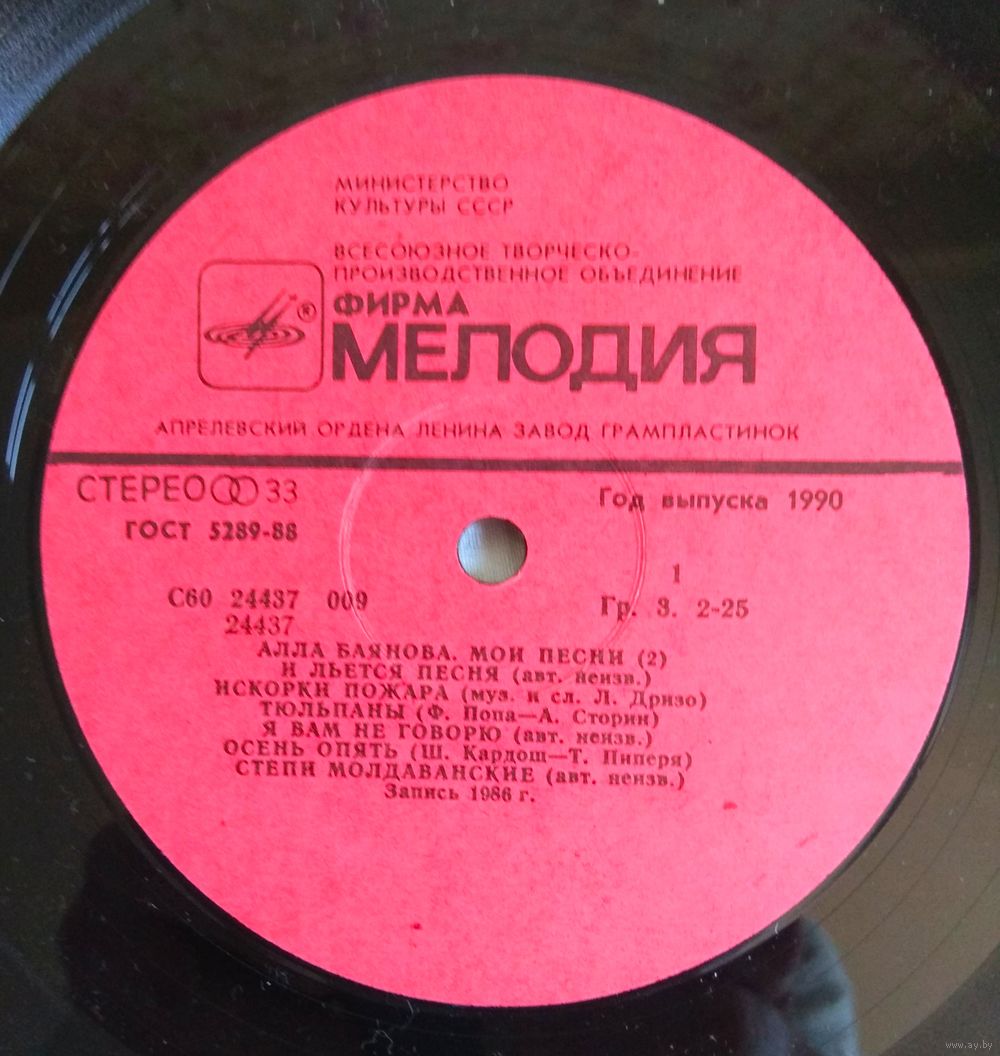 МИНИСТЕРСТВО
КУЛЬТУРЫ СССР
ВСЕСОЮЗНОЕ ТВОРЧЕСКО-
ПРОИЗВОДСТВЕННОЕ ОБЪЕДИНЕНИЕ
®
ФИРМА
МЕЛОДИЯ
АПРЕЛЕВСКИЙ ОРДЕНА ЛЕНИНА ЗАВОД ГРАМПЛАСТИНОК
СТЕРЕО 33
Год выпуска 1990
ГОСТ 5289-88
1
С60 24437 009
Гр. 3. 2-25
24437
АЛЛА БАЯНОВА. МОИ ПЕСНИ (2)
И ЛЬЕТСЯ ПЕСНЯ (авт. неизв.)
ИСКОРКИ ПОЖАРА (муз. и сл. Л. Дризо)
ТЮЛЬПАНЫ (Ф. Попа—А. Сторин)
Я ВАМ НЕ ГОВОРЮ (авт. неизв.)
ОСЕНЬ ОПЯТЬ (Ш. Кардош—Т. Пиперя)
СТЕПИ МОЛДАВАНСКИЕ (авт. неизв.)
Запись 1986 г.
www.ay.by